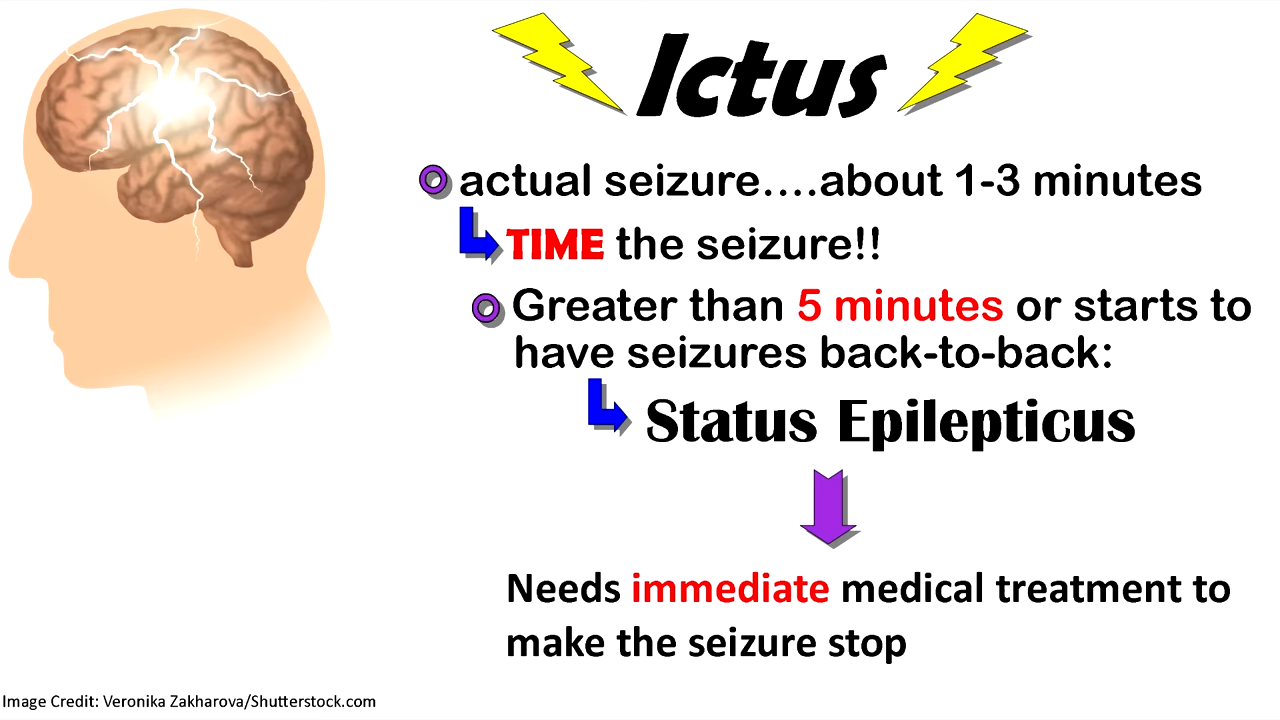 Ictus
actual seizure....about 1-3 minutes
TIME the seizure!!
Greater than 5 minutes or starts to
have seizures back-to-back:
Status Epilepticus
Needs immediate medical treatment to
make the seizure stop
Image Credit: Veronika Zakharova/Shutterstock.com